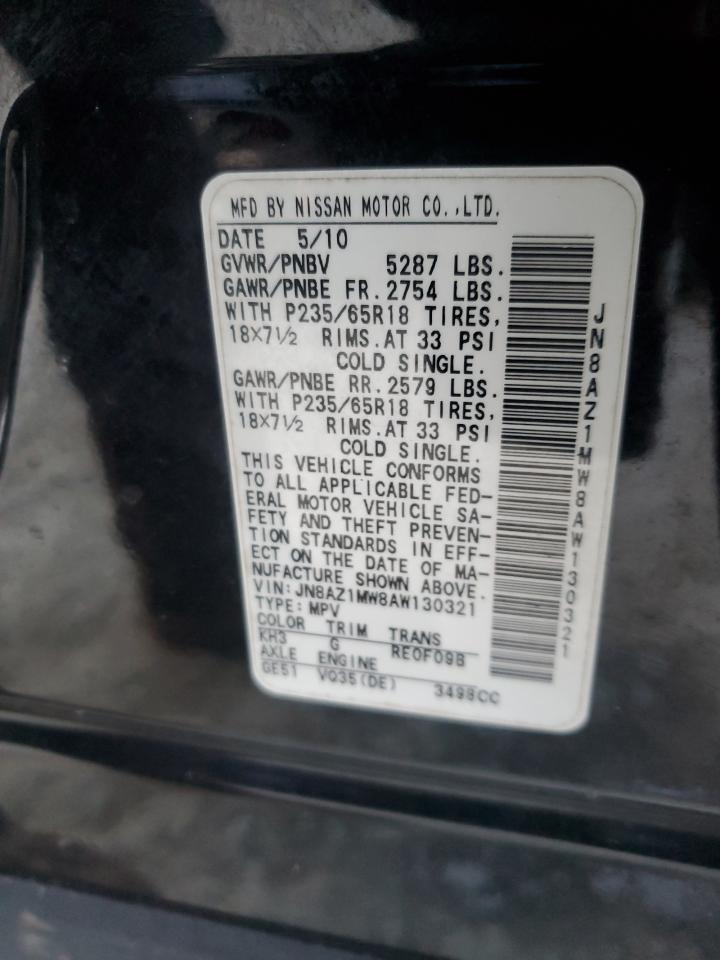 MFD BY NISSAN MOTOR CO.,LTD.
DATE 5/10
GVWR/PNBV 5287 LBS.
GAWR/PNBE FR. 2754 LBS.
WITH P235/65R18 TIRES,
18X7½ RIMS. AT 33 PSI
COLD SINGLE.
GAWR/PNBE RR. 2579 LBS.
WITH P235/65R18 TIRES,
18X7½ RIMS. AT 33 PSI
COLD SINGLE.
THIS VEHICLE CONFORMS
TO ALL APPLICABLE FED-
ERAL MOTOR VEHICLE SA-
FETY AND THEFT PREVEN-
TION STANDARDS IN EFF-
ECT ON THE DATE OF MA-
NUFACTURE SHOWN ABOVE.
VIN: JN8AZ1MW8AW130321
TYPE: MPV
COLOR TRIM TRANS
KH3 G RE0F09B
AXLE ENGINE
GE51 VQ35(DE) 3498CC
JN8AZ1MW8AW130321